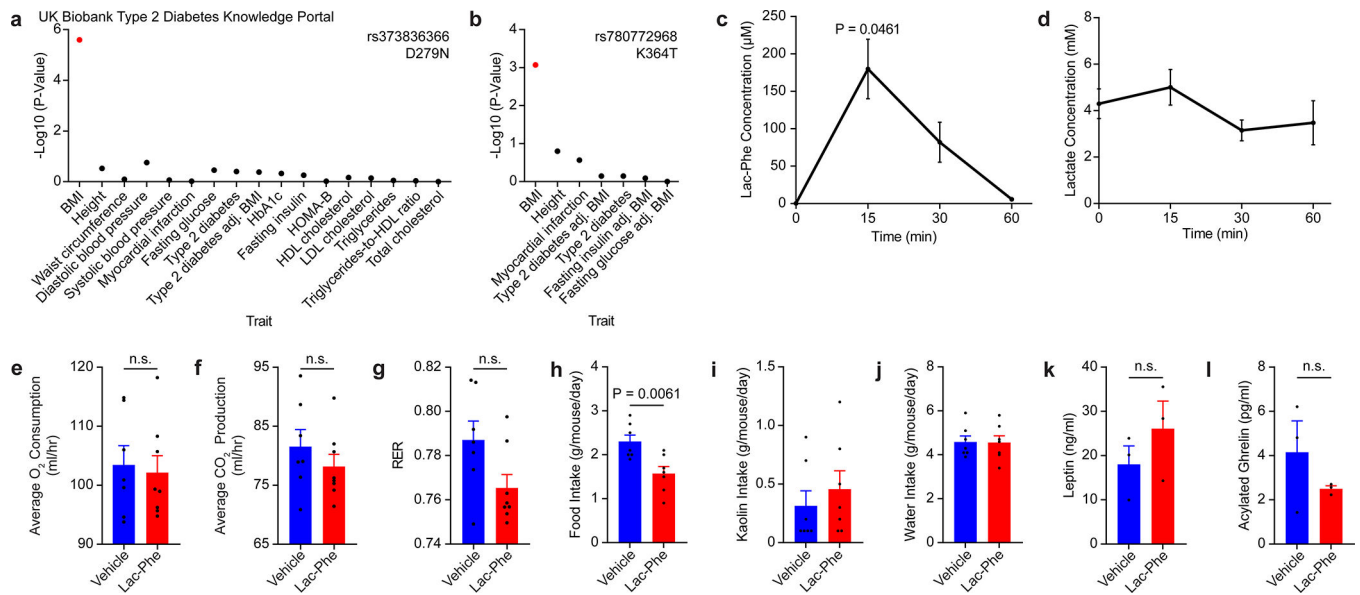 a
UK Biobank Type 2 Diabetes Knowledge Portal
rs373836366
D279N
-Log10 (P-Value)
6
4
2
0
BMI
Height
Waist circumference
Diastolic blood pressure
Systolic blood pressure
Myocardial infarction
Fasting glucose
Type 2 diabetes
Type 2 diabetes adj. BMI
HbA1c
Fasting insulin
HOMA-B
HDL cholesterol
LDL cholesterol
Triglycerides
Triglycerides-to-HDL ratio
Total cholesterol
Trait
b
rs780772968
K364T
-Log10 (P-Value)
4
3
2
1
0
BMI
Height
Myocardial infarction
Type 2 diabetes adj. BMI
Type 2 diabetes
Fasting insulin adj. BMI
Fasting glucose adj. BMI
Trait
c
P = 0.0461
Lac-Phe Concentration (µM)
250
200
150
100
50
0
0
15
30
60
Time (min)
d
Lactate Concentration (mM)
8
6
4
2
0
0
15
30
60
Time (min)
e
n.s.
Average O2 Consumption
(ml/hr)
120
110
100
90
Vehicle
Lac-Phe
f
n.s.
Average CO2 Production
(ml/hr)
95
85
75
65
Vehicle
Lac-Phe
g
n.s.
RER
0.82
0.80
0.78
0.76
0.74
Vehicle
Lac-Phe
h
P = 0.0061
Food Intake (g/mouse/day)
4
3
2
1
0
Vehicle
Lac-Phe
i
Kaolin Intake (g/mouse/day)
1.5
1.0
0.5
0
Vehicle
Lac-Phe
j
Water Intake (g/mouse/day)
8
6
4
2
0
Vehicle
Lac-Phe
k
n.s.
Leptin (ng/ml)
40
30
20
10
0
Vehicle
Lac-Phe
l
n.s.
Acylated Ghrelin (pg/ml)
8
6
4
2
0
Vehicle
Lac-Phe